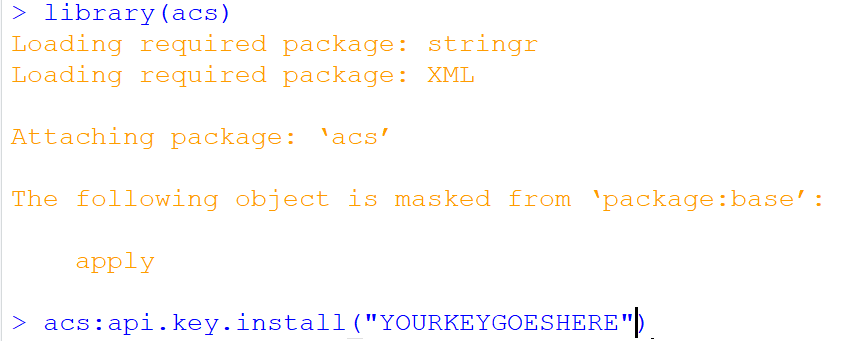 > library(acs)
Loading required package: stringr
Loading required package: XML
Attaching package: ‘acs’
The following object is masked from ‘package:base’:
apply
> acs:api.key.install("YOURKEYGOESHERE")